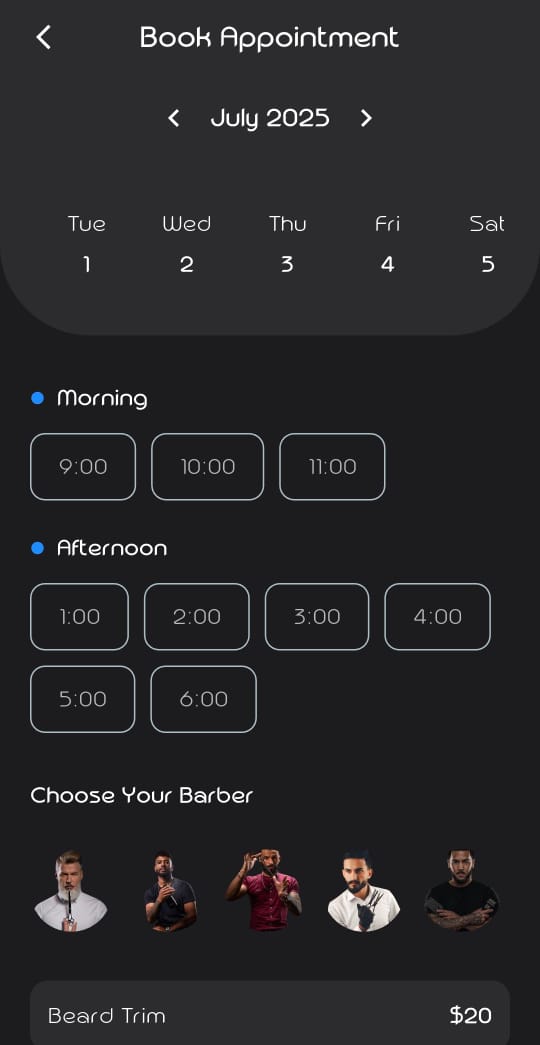 Book Appointment
July 2025
Tue Wed Thu Fri Sat
1 2 3 4 5
Morning
9:00 10:00 11:00
Afternoon
1:00 2:00 3:00 4:00
5:00 6:00
Choose Your Barber
Beard Trim $20